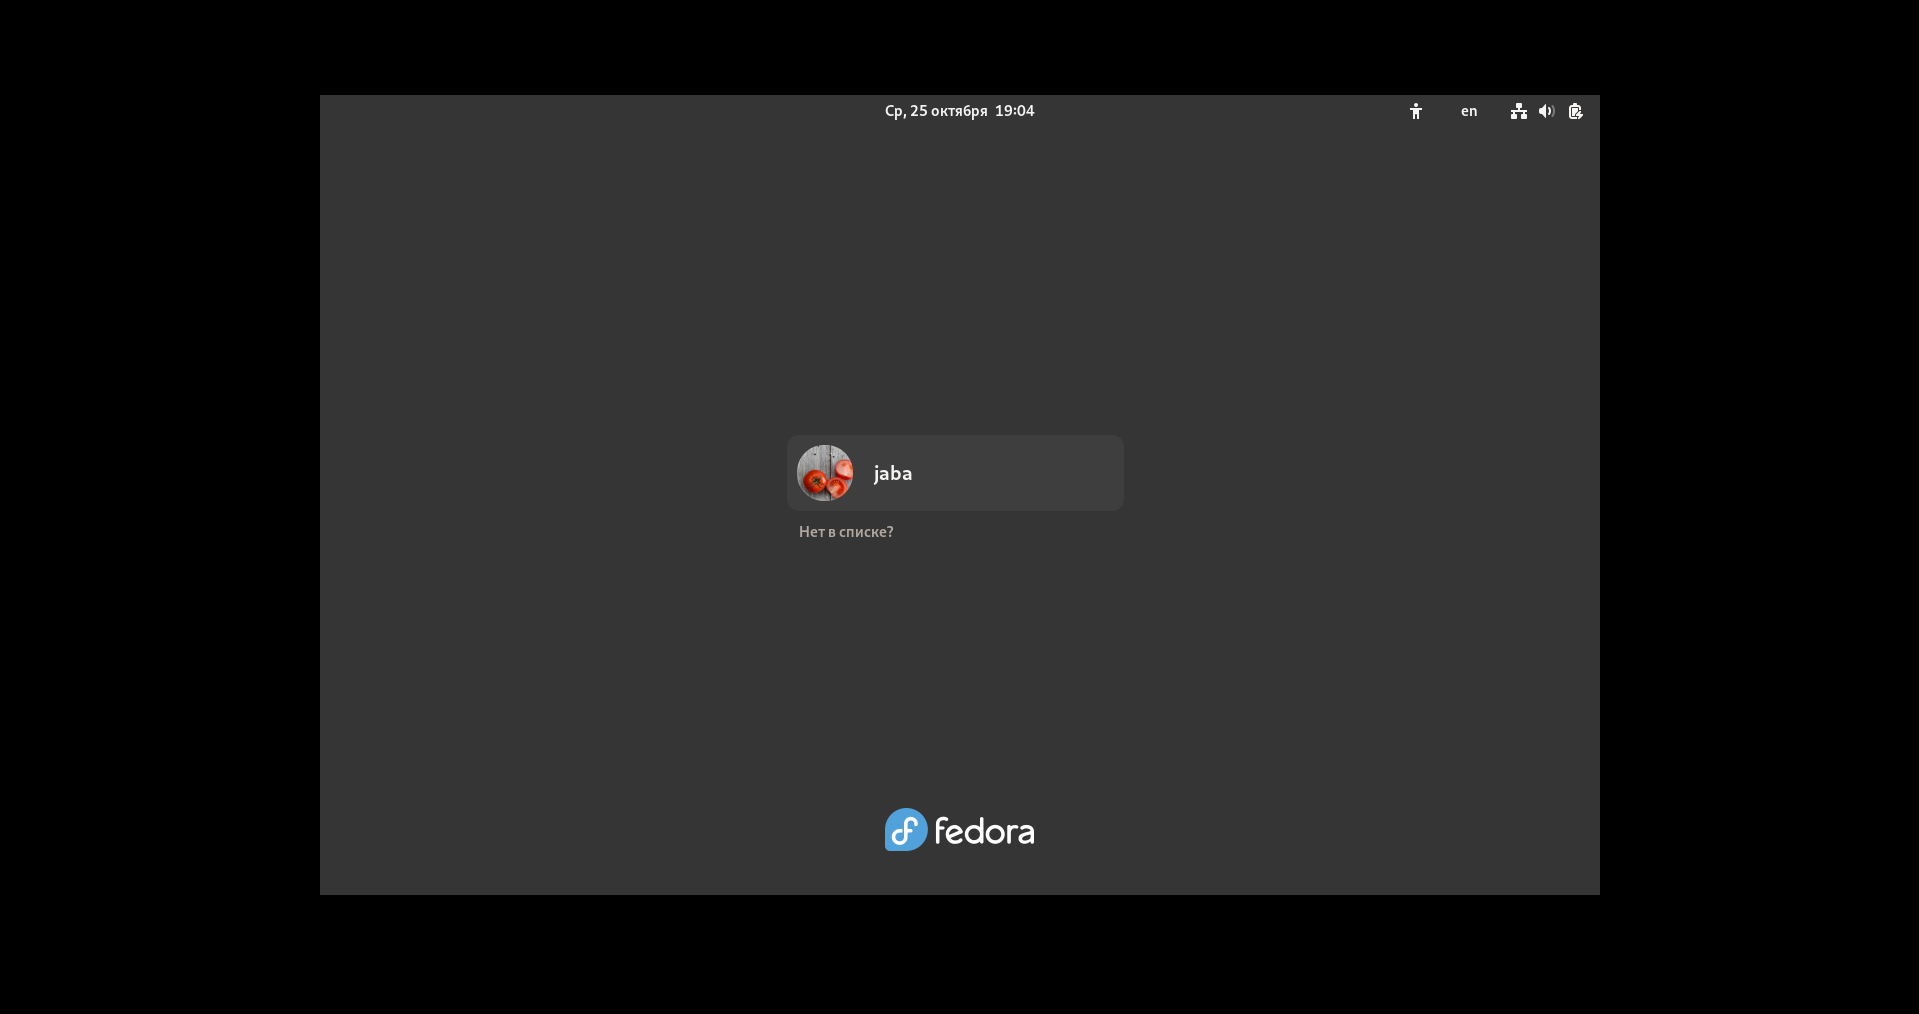 Ср, 25 октября 19:04
en
jaba
Нет в списке?
fedora